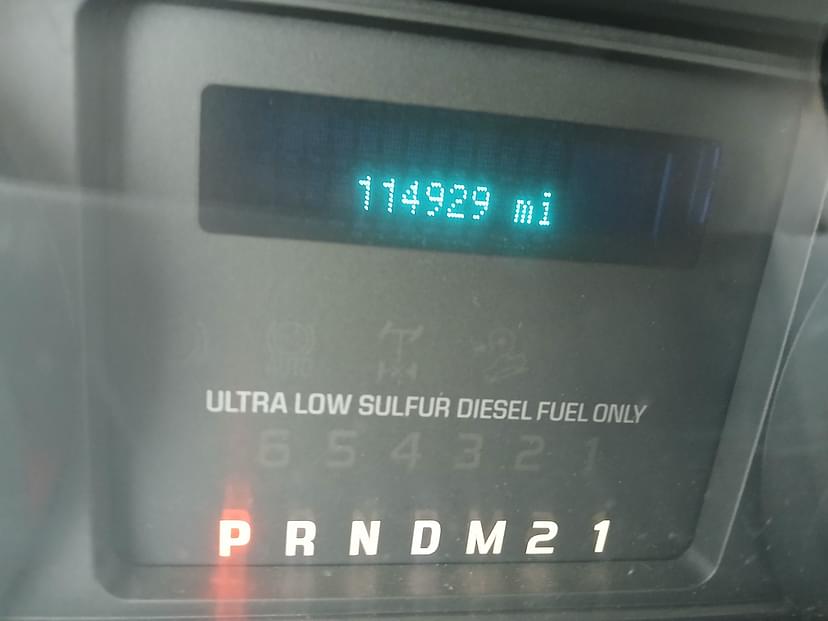 114929 mi
ULTRA LOW SULFUR DIESEL FUEL ONLY
6 5 4 3 2 1
P R N D M 2 1